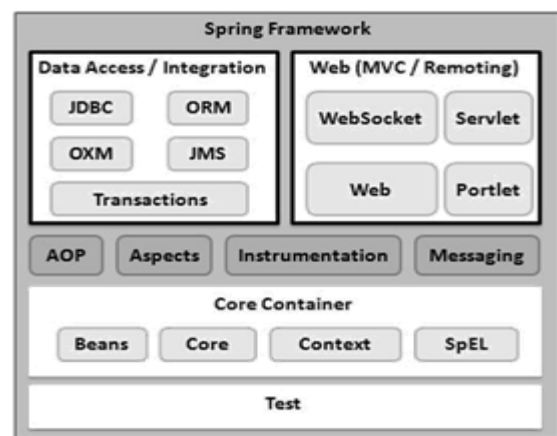 Spring Framework
Data Access / Integration
JDBC ORM
OXM JMS
Transactions
Web (MVC / Remoting)
WebSocket Servlet
Web Portlet
AOP Aspects Instrumentation Messaging
Core Container
Beans Core Context SpEL
Test